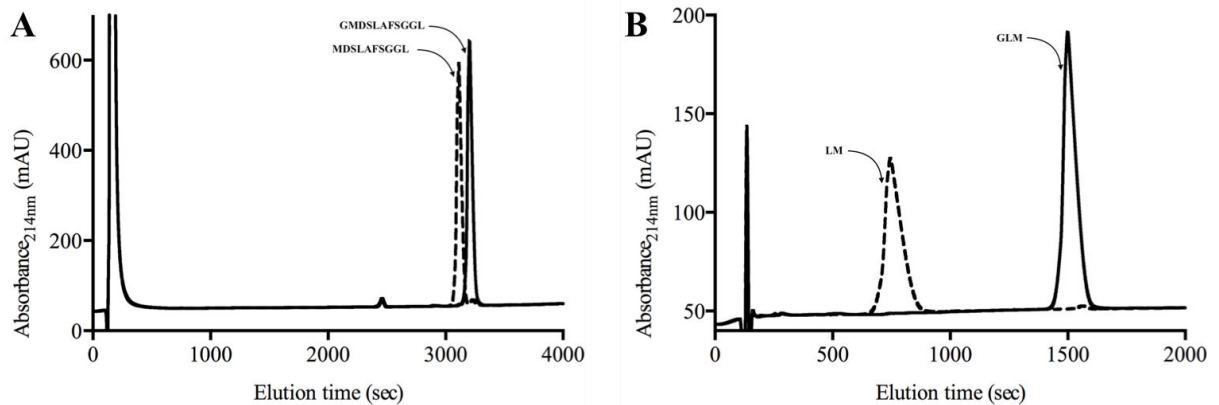 A
GMDSLAFSGGL
MDSLAFSGGL
600
400
200
0
Absorbance214nm (mAU)
0 1000 2000 3000 4000
Elution time (sec)
B
GLM
LM
200
150
100
50
Absorbance214nm (mAU)
0 500 1000 1500 2000
Elution time (sec)